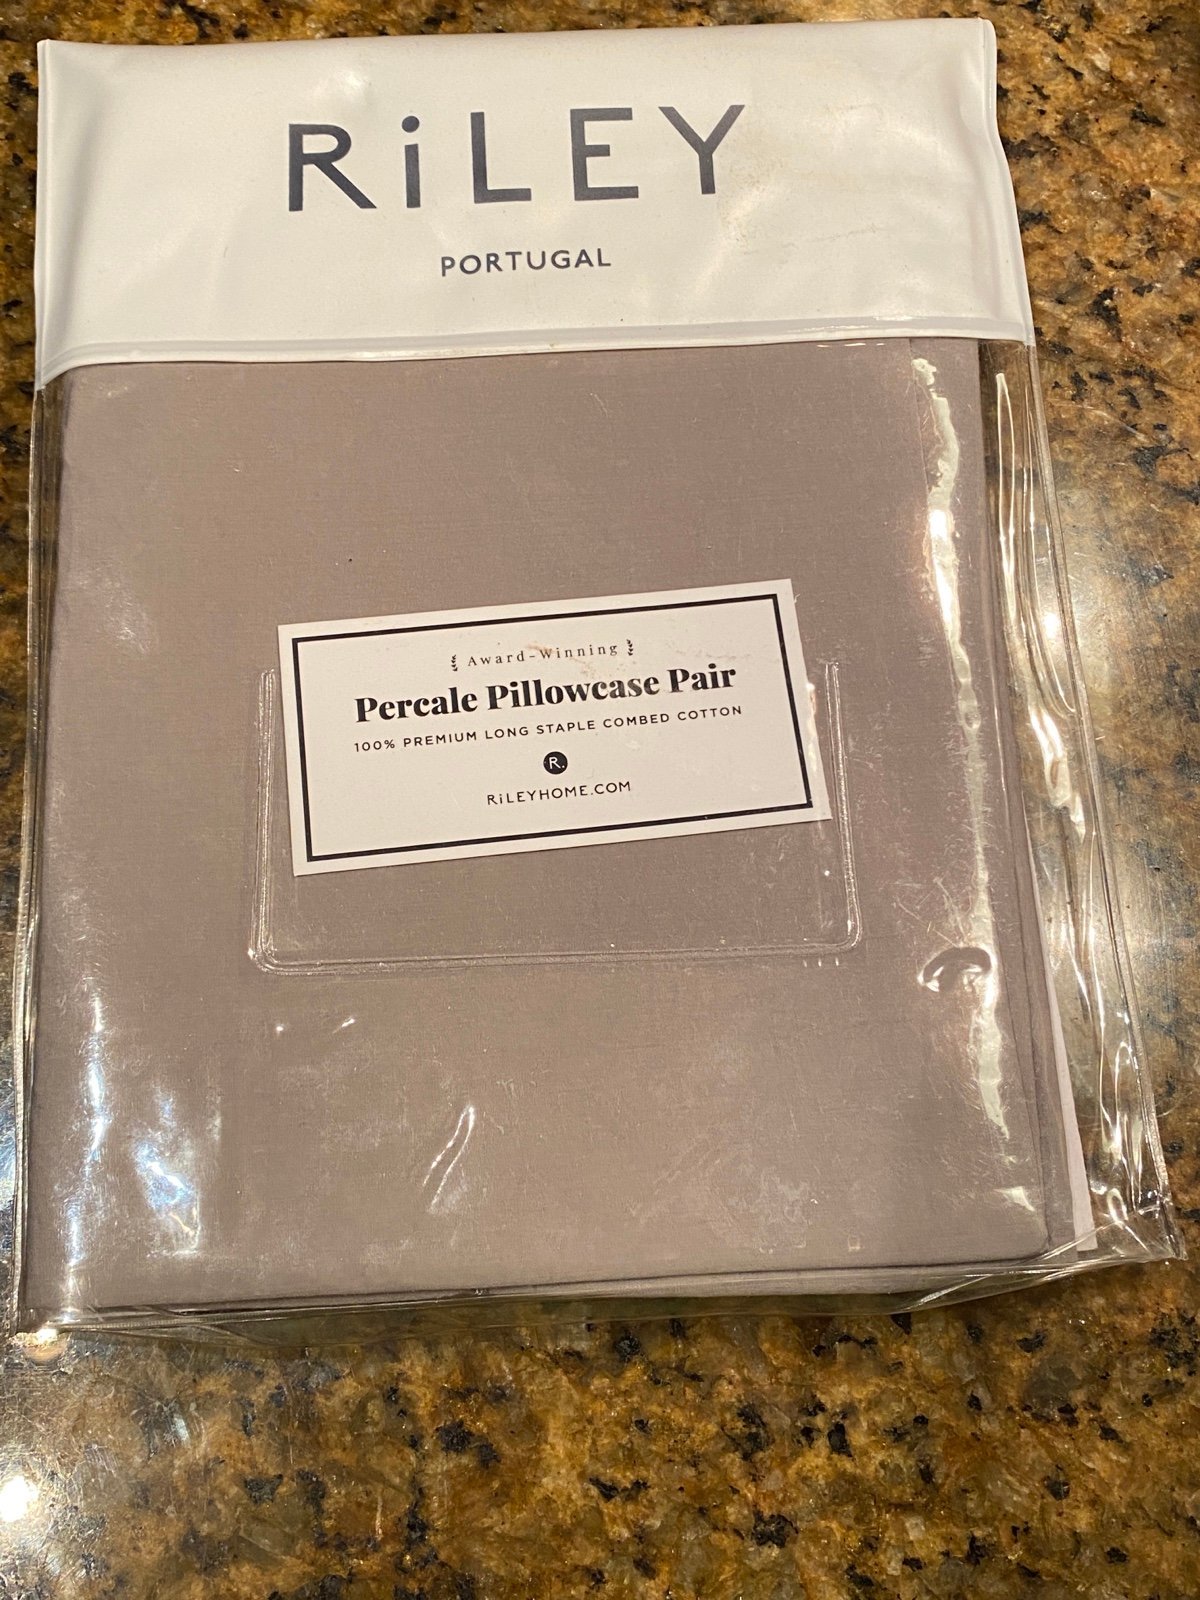 RiLEY
PORTUGAL
Award-Winning
Percale Pillowcase Pair
100% PREMIUM LONG STAPLE COMBED COTTON
R.
RiLEYHOME.COM